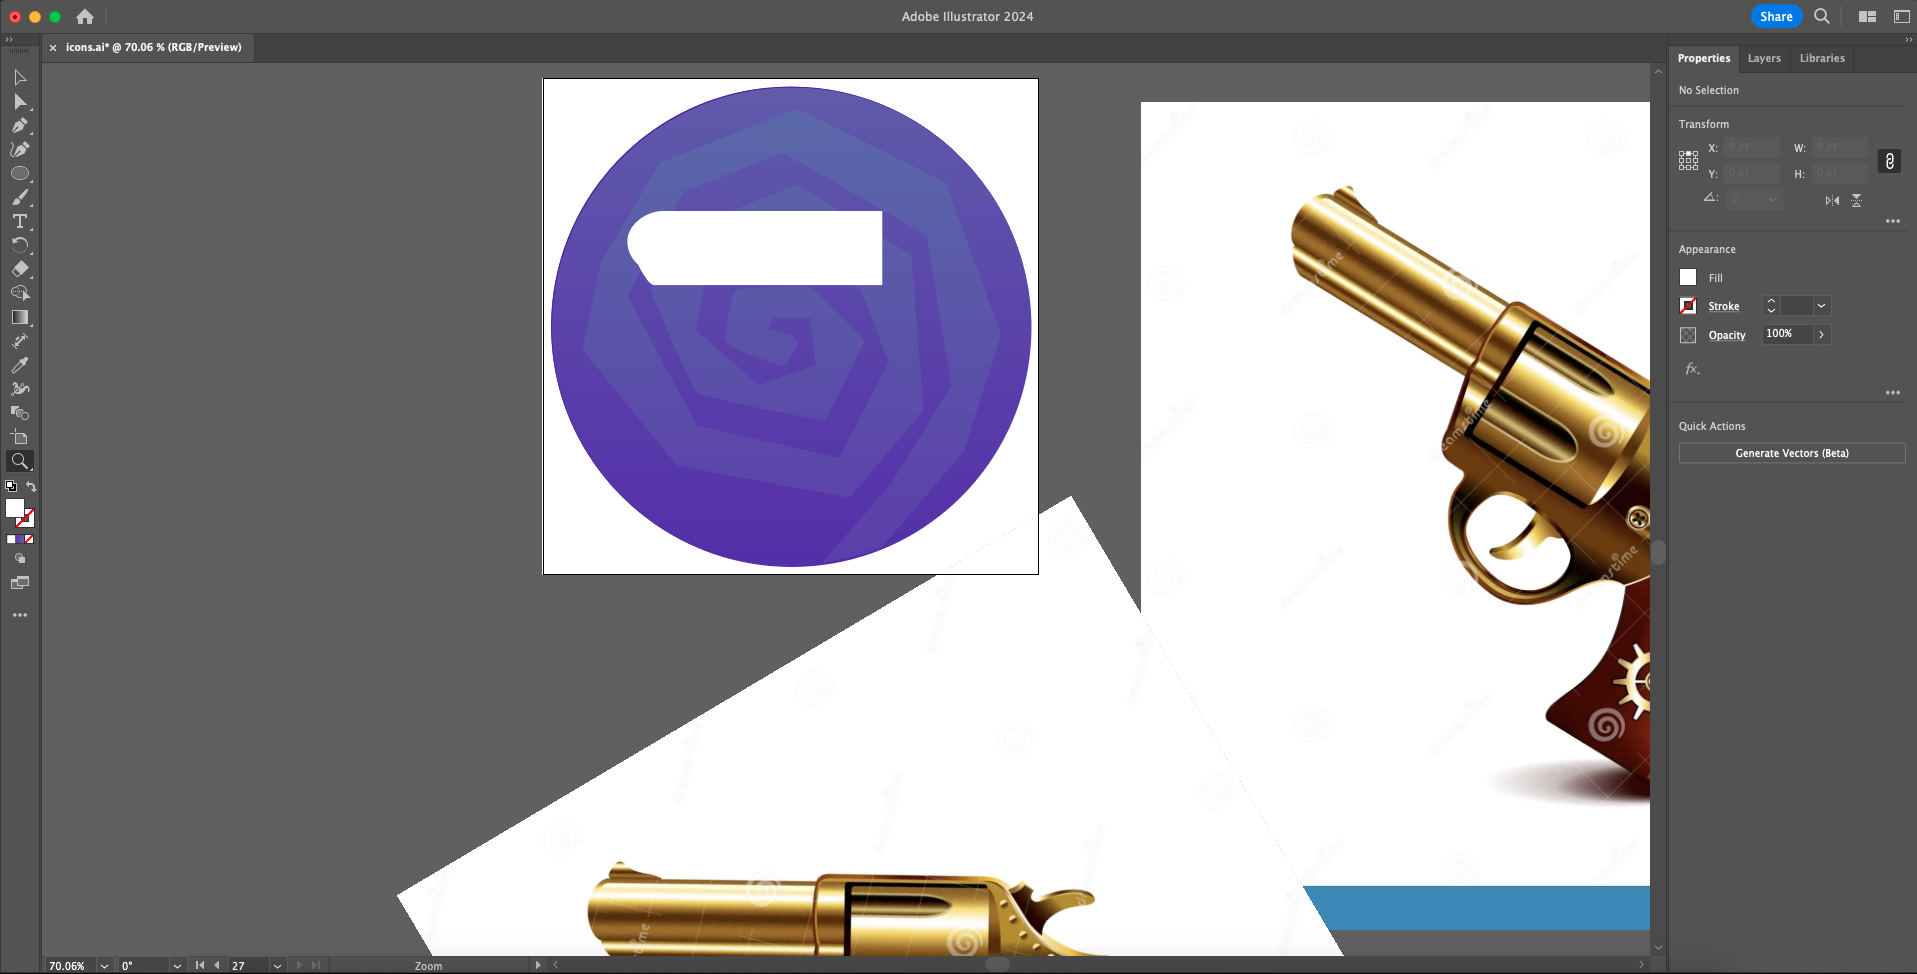 Adobe Illustrator 2024
Share
× icons.ai* @ 70.06 % (RGB/Preview)
Properties
Layers
Libraries
No Selection
Transform
X: 0 pt
W: 0 pt
Y: 0 pt
H: 0 pt
0°
Appearance
Fill
Stroke
Opacity 100%
fx.
Quick Actions
Generate Vectors (Beta)
dreamstime
dreamstime
70.06%
0°
27
Zoom